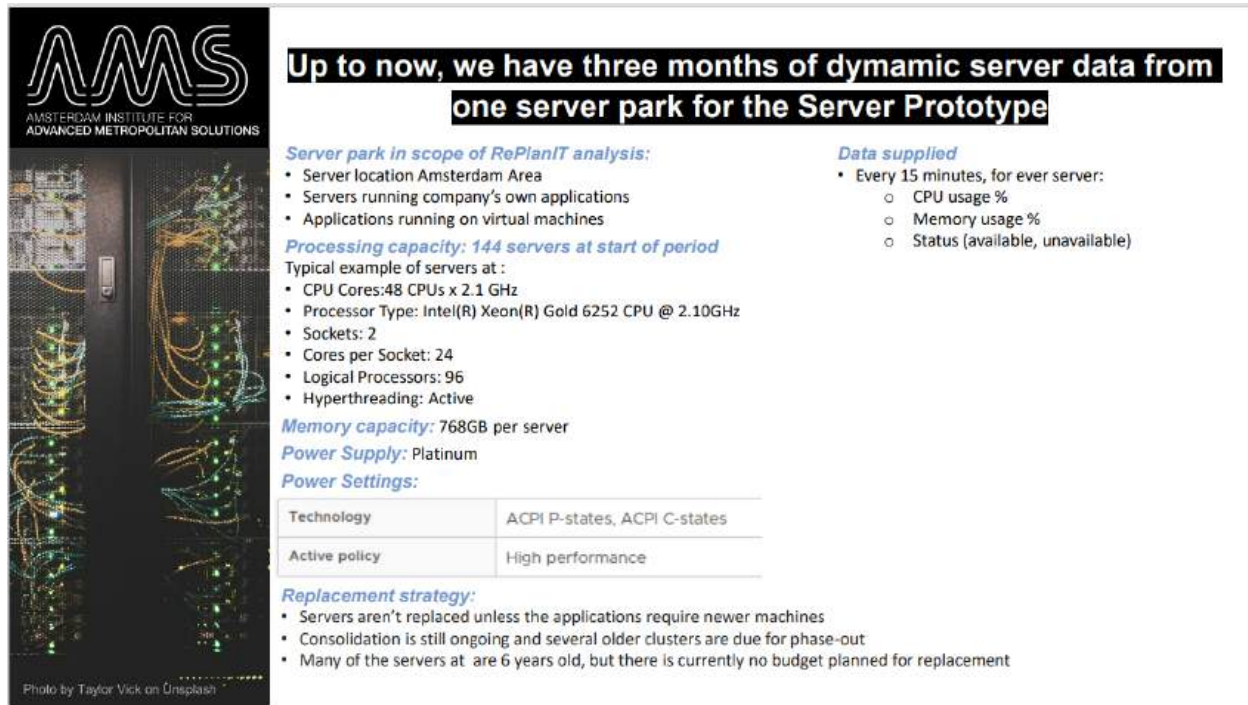 AMS
AMSTERDAM INSTITUTE FOR
ADVANCED METROPOLITAN SOLUTIONS
Up to now, we have three months of dymamic server data from
one server park for the Server Prototype
Server park in scope of RePlanIT analysis:
• Server location Amsterdam Area
• Servers running company's own applications
• Applications running on virtual machines
Processing capacity: 144 servers at start of period
Typical example of servers at :
• CPU Cores:48 CPUs x 2.1 GHz
• Processor Type: Intel(R) Xeon(R) Gold 6252 CPU @ 2.10GHz
• Sockets: 2
• Cores per Socket: 24
• Logical Processors: 96
• Hyperthreading: Active
Memory capacity: 768GB per server
Power Supply: Platinum
Power Settings:
Technology ACPI P-states, ACPI C-states
Active policy High performance
Replacement strategy:
• Servers aren't replaced unless the applications require newer machines
• Consolidation is still ongoing and several older clusters are due for phase-out
• Many of the servers at are 6 years old, but there is currently no budget planned for replacement
Data supplied
• Every 15 minutes, for ever server:
o CPU usage %
o Memory usage %
o Status (available, unavailable)
Photo by Taylor Vick on Unsplash